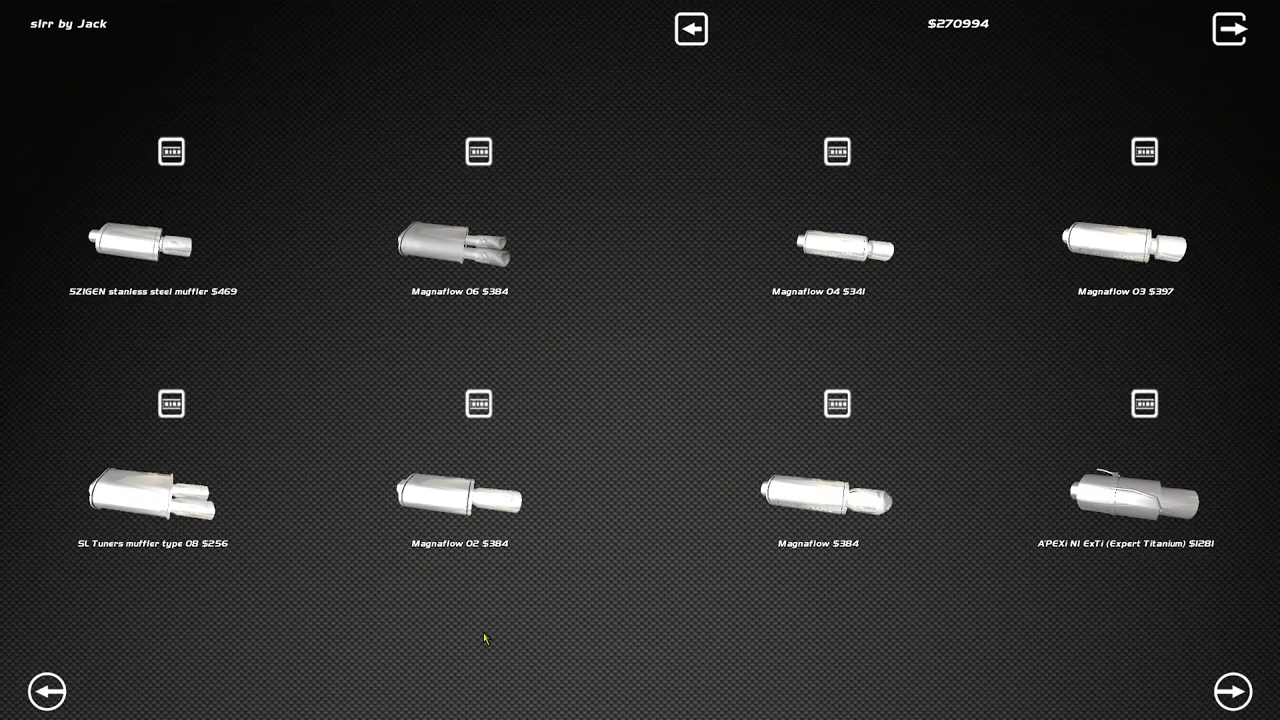 slrr by Jack
$270994
SZIGEN stanless steel muffler $469
Magnaflow 06 $384
Magnaflow 04 $341
Magnaflow 03 $397
SL Tuners muffler type 08 $256
Magnaflow 02 $384
Magnaflow $384
A'PEXi N1 ExTi (Expert Titanium) $1281